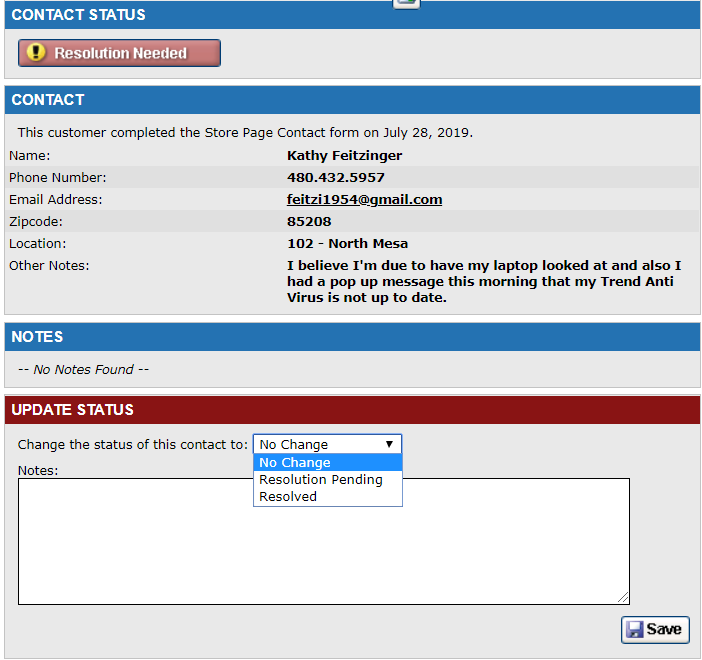 CONTACT STATUS
Resolution Needed
CONTACT
This customer completed the Store Page Contact form on July 28, 2019.
Name: Kathy Feitzinger
Phone Number: 480.432.5957
Email Address: feitzi1954@gmail.com
Zipcode: 85208
Location: 102 - North Mesa
Other Notes: I believe I'm due to have my laptop looked at and also I
had a pop up message this morning that my Trend Anti
Virus is not up to date.
NOTES
-- No Notes Found --
UPDATE STATUS
Change the status of this contact to: No Change
No Change
Resolution Pending
Resolved
Notes:
Save